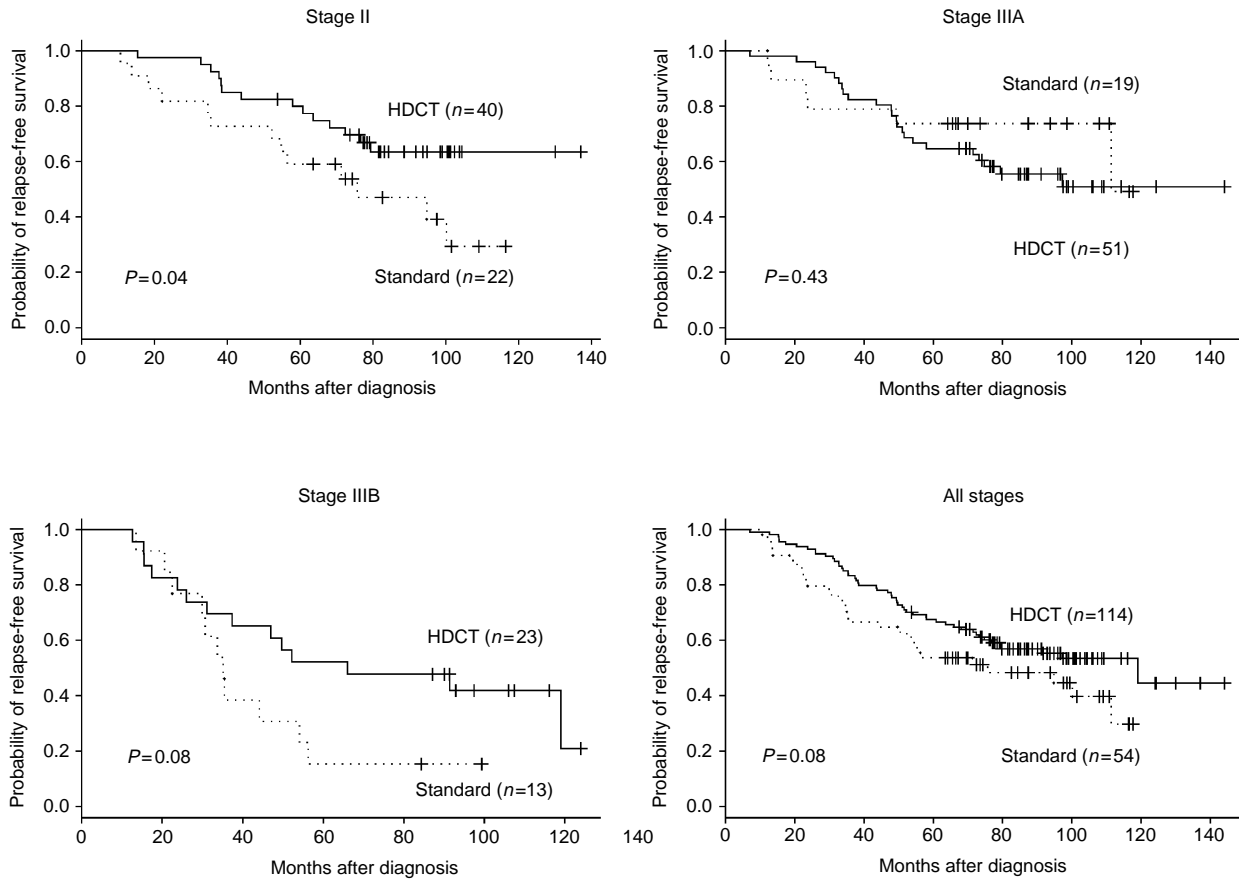 Stage II
Probability of relapse-free survival
1.0
0.8
0.6
0.4
0.2
0.0
HDCT (n=40)
Standard (n=22)
P=0.04
0 20 40 60 80 100 120 140
Months after diagnosis
Stage IIIA
Probability of relapse-free survival
1.0
0.8
0.6
0.4
0.2
0.0
Standard (n=19)
HDCT (n=51)
P=0.43
0 20 40 60 80 100 120 140
Months after diagnosis
Stage IIIB
Probability of relapse-free survival
1.0
0.8
0.6
0.4
0.2
0.0
HDCT (n=23)
P=0.08
Standard (n=13)
0 20 40 60 80 100 120 140
Months after diagnosis
All stages
Probability of relapse-free survival
1.0
0.8
0.6
0.4
0.2
0.0
HDCT (n=114)
P=0.08
Standard (n=54)
0 20 40 60 80 100 120 140
Months after diagnosis